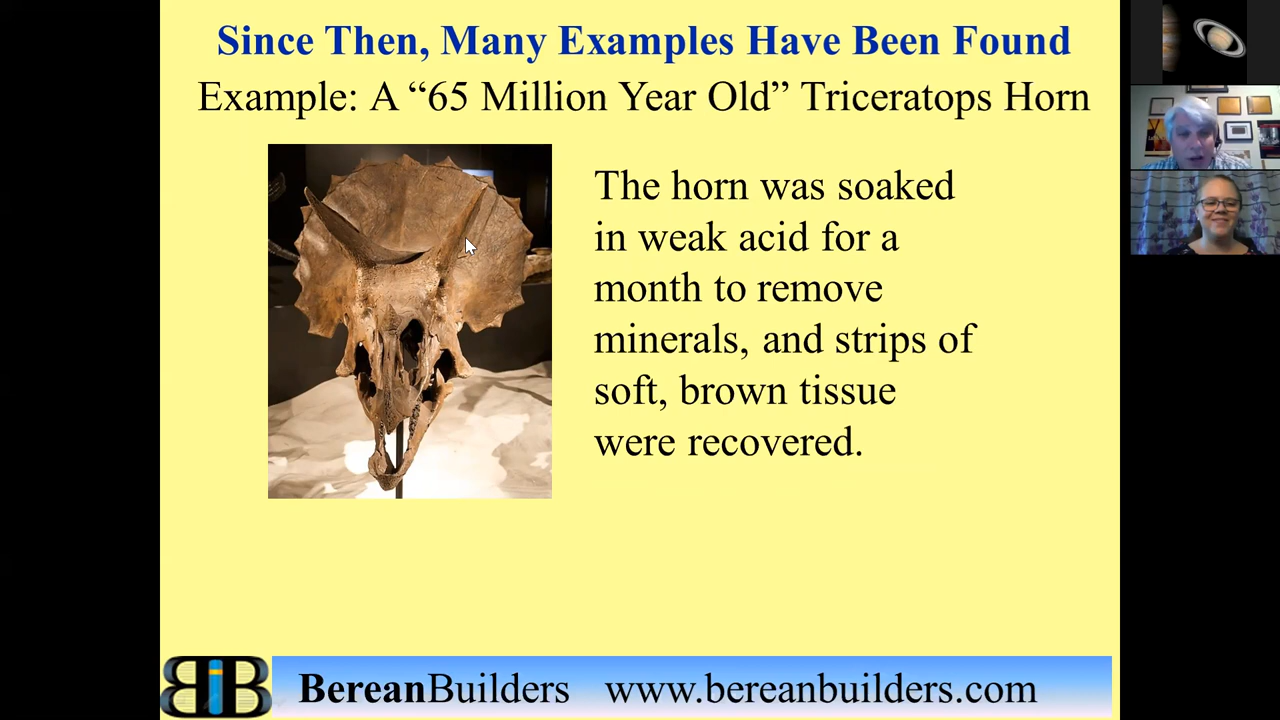 Since Then, Many Examples Have Been Found
Example: A “65 Million Year Old” Triceratops Horn
The horn was soaked
in weak acid for a
month to remove
minerals, and strips of
soft, brown tissue
were recovered.
BiB BereanBuilders www.bereanbuilders.com